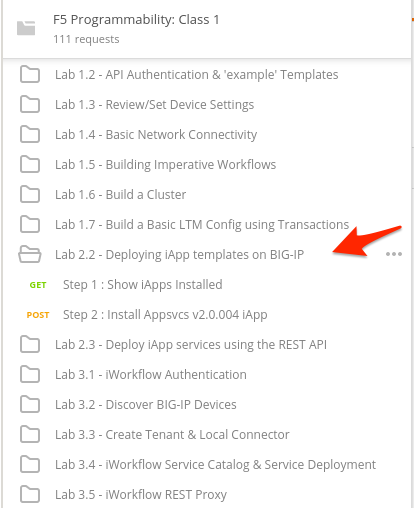 F5 Programmability: Class 1
111 requests
Lab 1.2 - API Authentication & 'example' Templates
Lab 1.3 - Review/Set Device Settings
Lab 1.4 - Basic Network Connectivity
Lab 1.5 - Building Imperative Workflows
Lab 1.6 - Build a Cluster
Lab 1.7 - Build a Basic LTM Config using Transactions
Lab 2.2 - Deploying iApp templates on BIG-IP
GET Step 1 : Show iApps Installed
POST Step 2 : Install Appsvcs v2.0.004 iApp
Lab 2.3 - Deploy iApp services using the REST API
Lab 3.1 - iWorkflow Authentication
Lab 3.2 - Discover BIG-IP Devices
Lab 3.3 - Create Tenant & Local Connector
Lab 3.4 - iWorkflow Service Catalog & Service Deployment
Lab 3.5 - iWorkflow REST Proxy